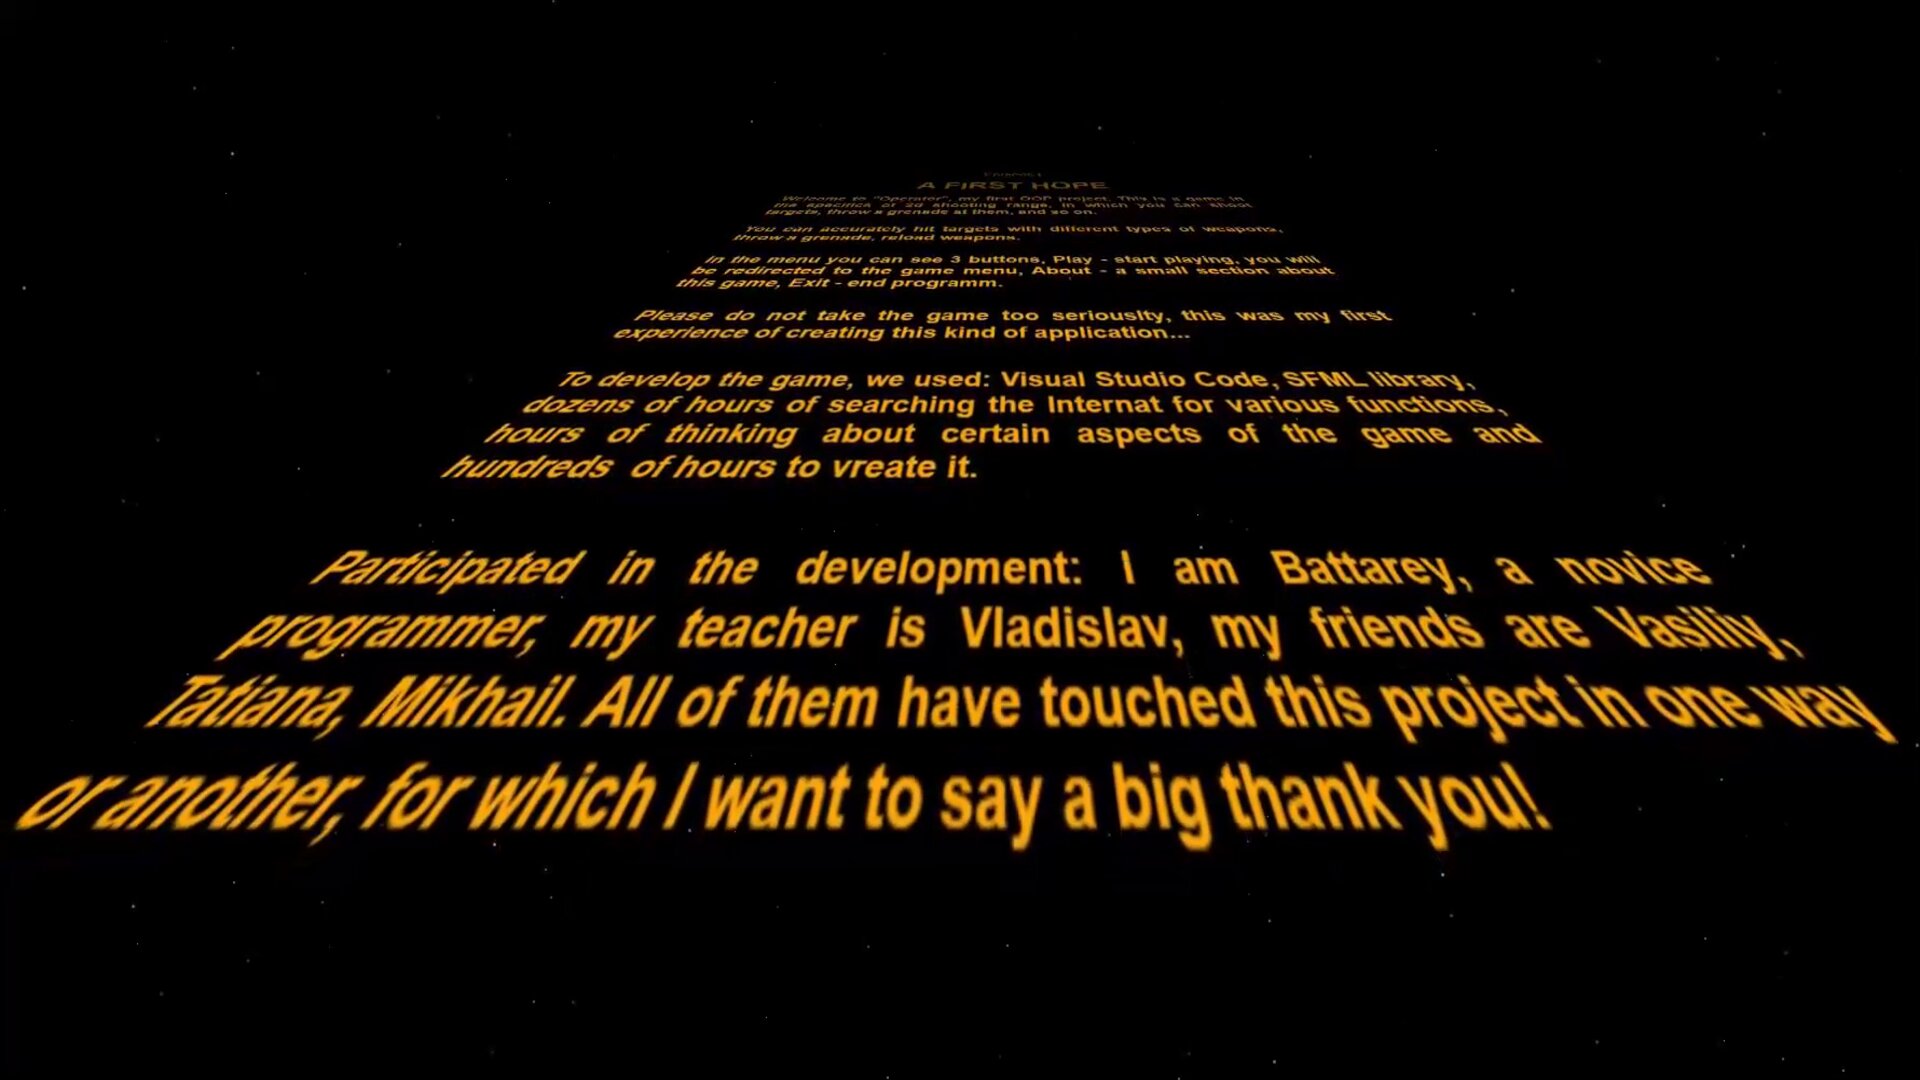 A FIRST HOPE
Welcome to "Operator", my first OOP project. This is a game in
the specifics of 2d shooting range, in which you can shoot
targets, throw a grenade at them, and so on.
You can accurately hit targets with different types of weapons,
throw a grenade, reload weapons.
In the menu you can see 3 buttons, Play - start playing, you will
be redirected to the game menu, About - a small section about
this game, Exit - end programm.
Please do not take the game too seriouslty, this was my first
experience of creating this kind of application...
To develop the game, we used: Visual Studio Code, SFML library,
dozens of hours of searching the Internat for various functions,
hours of thinking about certain aspects of the game and
hundreds of hours to vreate it.
Participated in the development: I am Battarey, a novice
programmer, my teacher is Vladislav, my friends are Vasiliy,
Tatiana, Mikhail. All of them have touched this project in one way
or another, for which I want to say a big thank you!